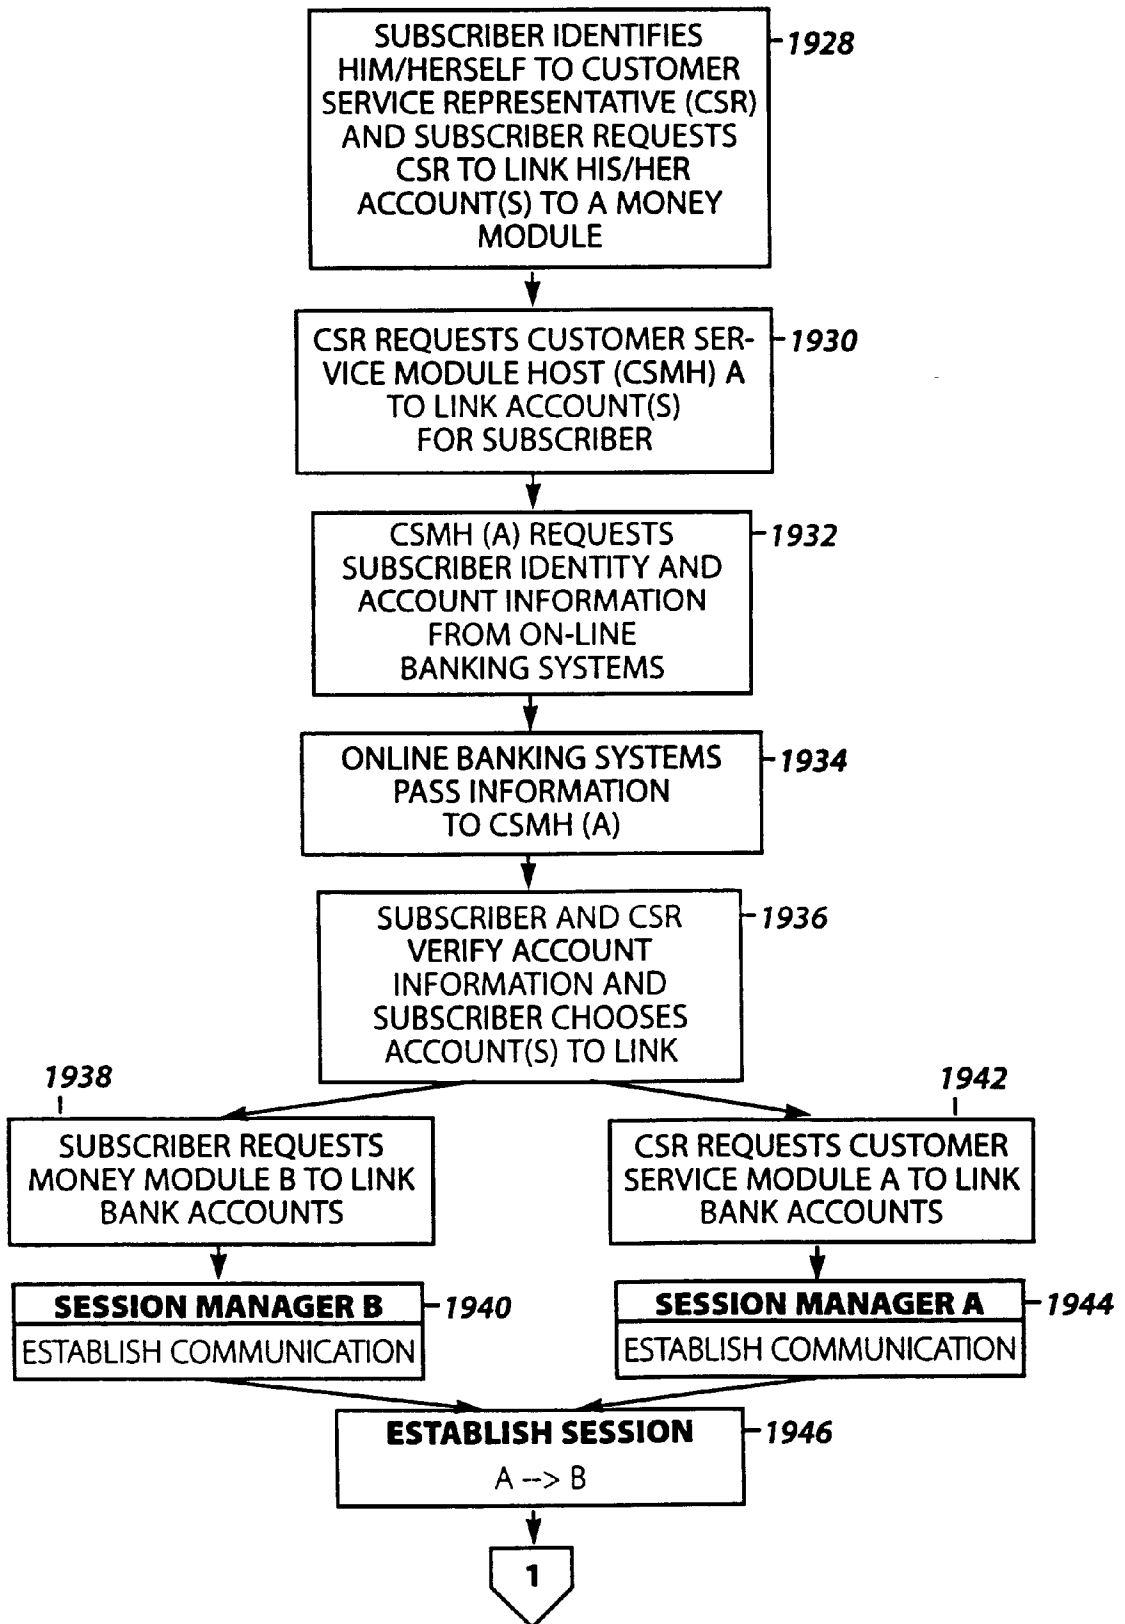 SUBSCRIBER IDENTIFIES
HIM/HERSELF TO CUSTOMER
SERVICE REPRESENTATIVE (CSR)
AND SUBSCRIBER REQUESTS
CSR TO LINK HIS/HER
ACCOUNT(S) TO A MONEY
MODULE
1928
CSR REQUESTS CUSTOMER SER-
VICE MODULE HOST (CSMH) A
TO LINK ACCOUNT(S)
FOR SUBSCRIBER
1930
CSMH (A) REQUESTS
SUBSCRIBER IDENTITY AND
ACCOUNT INFORMATION
FROM ON-LINE
BANKING SYSTEMS
1932
ONLINE BANKING SYSTEMS
PASS INFORMATION
TO CSMH (A)
1934
SUBSCRIBER AND CSR
VERIFY ACCOUNT
INFORMATION AND
SUBSCRIBER CHOOSES
ACCOUNT(S) TO LINK
1936
1938
SUBSCRIBER REQUESTS
MONEY MODULE B TO LINK
BANK ACCOUNTS
1942
CSR REQUESTS CUSTOMER
SERVICE MODULE A TO LINK
BANK ACCOUNTS
SESSION MANAGER B
1940
ESTABLISH COMMUNICATION
SESSION MANAGER A
1944
ESTABLISH COMMUNICATION
ESTABLISH SESSION
1946
A --> B
1